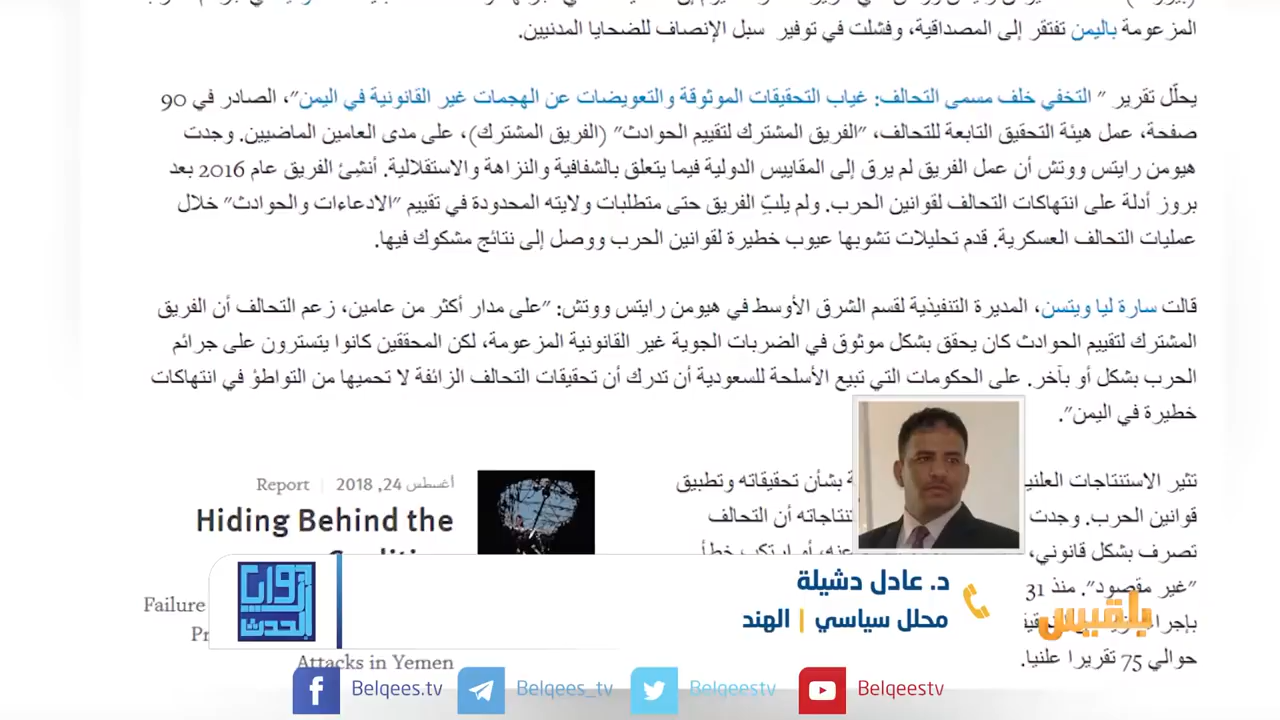 المزعومة باليمن تفتقر إلى المصداقية، وفشلت في توفير سبل الإنصاف للضحايا المدنيين.
يحلّل تقرير " التخفي خلف مسمى التحالف: غياب التحقيقات الموثوقة والتعويضات عن الهجمات غير القانونية في اليمن"، الصادر في 90
صفحة، عمل هيئة التحقيق التابعة للتحالف، "الفريق المشترك لتقييم الحوادث" (الفريق المشترك)، على مدى العامين الماضيين. وجدت
هيومن رايتس ووتش أن عمل الفريق لم يرق إلى المقاييس الدولية فيما يتعلق بالشفافية والنزاهة والاستقلالية. أنشِئ الفريق عام 2016 بعد
بروز أدلة على انتهاكات التحالف لقوانين الحرب. ولم يلبِّ الفريق حتى متطلبات ولايته المحدودة في تقييم "الادعاءات والحوادث" خلال
عمليات التحالف العسكرية. قدم تحليلات تشوبها عيوب خطيرة لقوانين الحرب ووصل إلى نتائج مشكوك فيها.
قالت سارة ليا ويتسن، المديرة التنفيذية لقسم الشرق الأوسط في هيومن رايتس ووتش: "على مدار أكثر من عامين، زعم التحالف أن الفريق
المشترك لتقييم الحوادث كان يحقق بشكل موثوق في الضربات الجوية غير القانونية المزعومة، لكن المحققين كانوا يتسترون على جرائم
الحرب بشكل أو بآخر. على الحكومات التي تبيع الأسلحة للسعودية أن تدرك أن تحقيقات التحالف الزائفة لا تحميها من التواطؤ في انتهاكات
خطيرة في اليمن".
تثير الاستنتاجات العلنية بشأن تحقيقاته وتطبيق
قوانين الحرب. وجدت أن التحالف
تصرف بشكل قانوني، أو ارتكب خطأ
"غير مقصود". منذ 31
حوالي 75 تقريرا علنيا.
أغسطس 24, 2018 | Report
Hiding Behind the
Failure
Attacks in Yemen
د. عادل دشيلة
محلل سياسي | الهند
زوايا الحدث
بلقيس
Belqees.tv
Belqees_tv
Belqeestv
Belqeestv